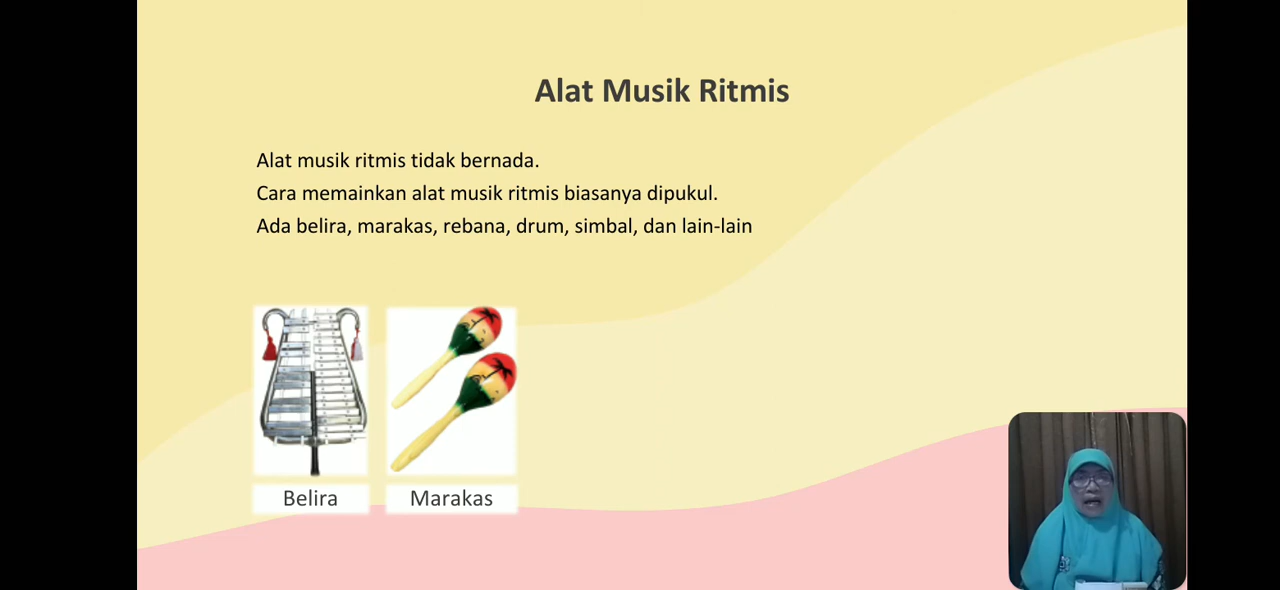 Alat Musik Ritmis
Alat musik ritmis tidak bernada.
Cara memainkan alat musik ritmis biasanya dipukul.
Ada belira, marakas, rebana, drum, simbal, dan lain-lain
Belira
Marakas